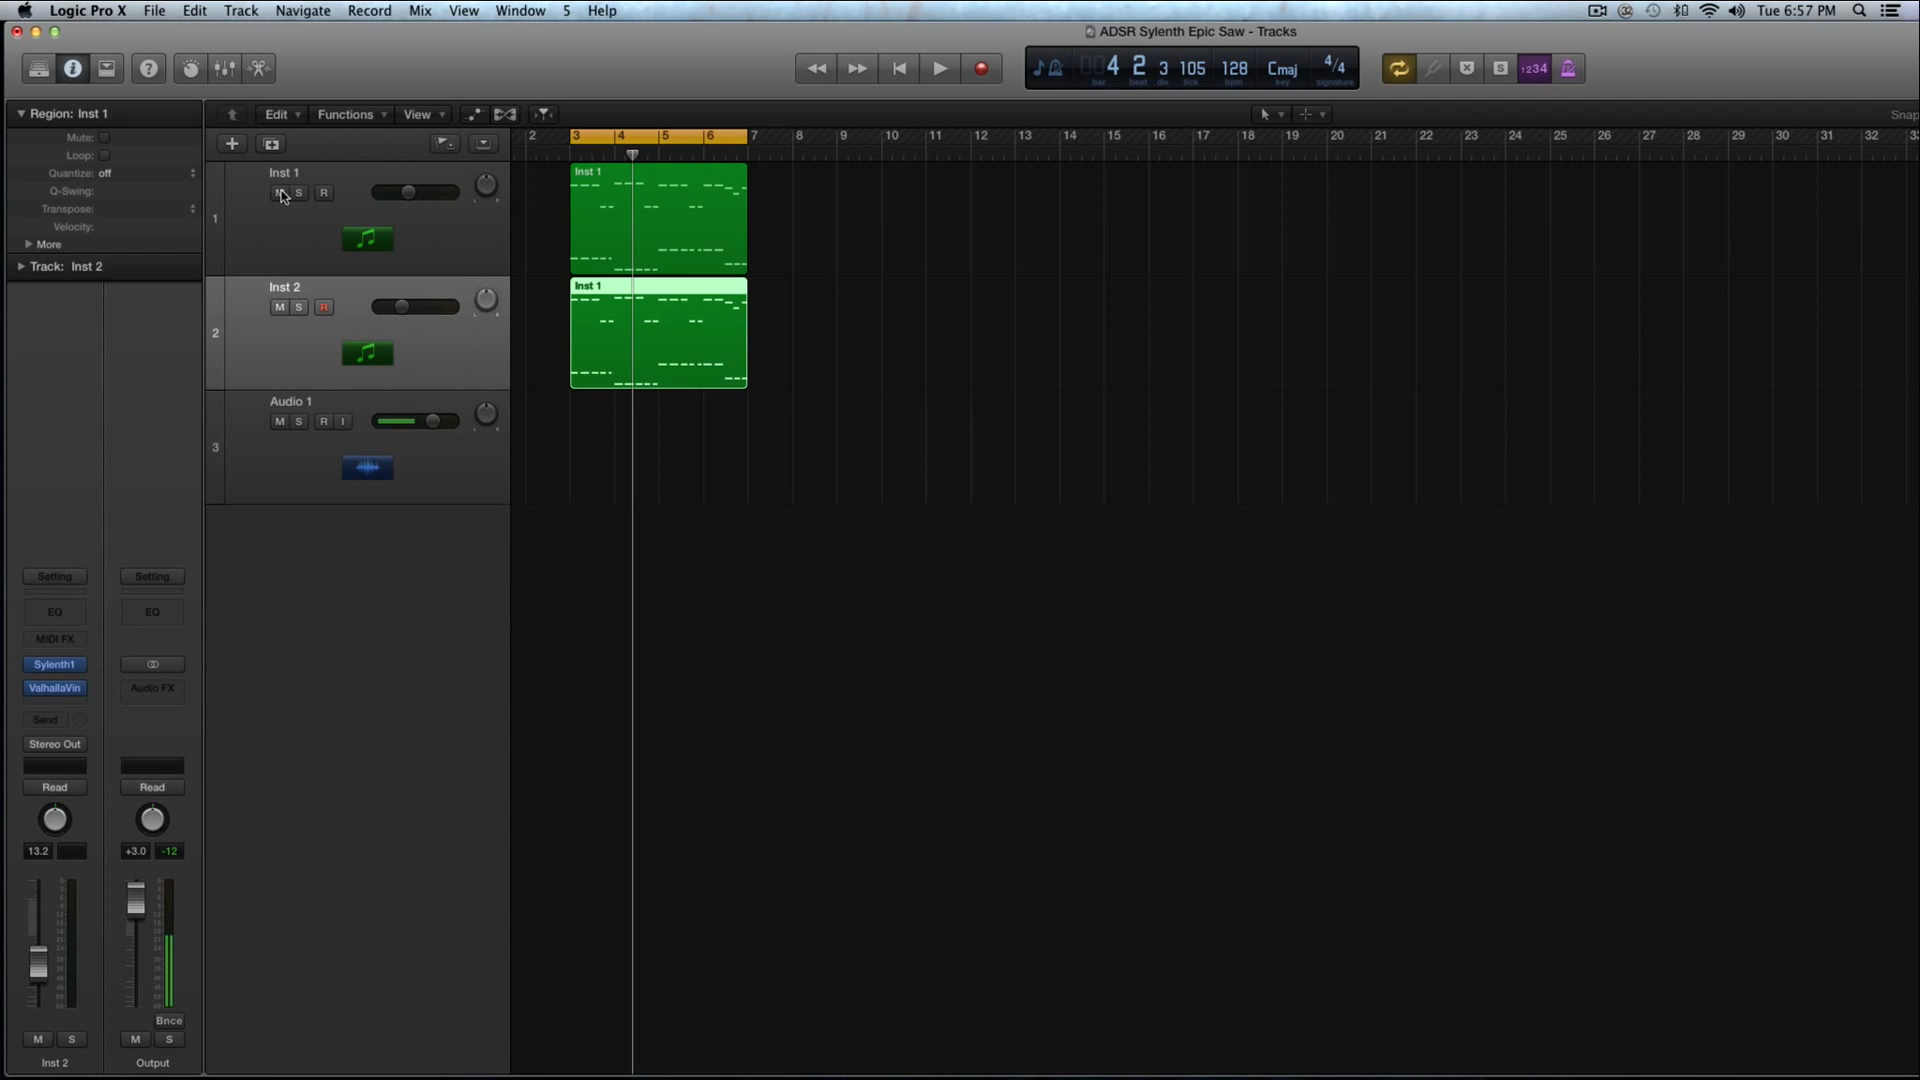 Logic Pro X File Edit Track Navigate Record Mix View Window 5 Help Tue 6:57 PM
ADSR Sylenth Epic Saw - Tracks
4 2 3 105 128 Cmaj 4/4
bar beat div tick bpm key signature
S 1234
Region: Inst 1 Edit Functions View Snap
Mute:
Loop:
Quantize: off
Q-Swing:
Transpose:
Velocity:
More
Track: Inst 2
2 3 4 5 6 7 8 9 10 11 12 13 14 15 16 17 18 19 20 21 22 23 24 25 26 27 28 29 30 31 32
Inst 1
M S R
1
Inst 1
Inst 2
M S R
2
Inst 1
Audio 1
M S R I
3
Setting Setting
EQ EQ
MIDI FX
Sylenth1
ValhallaVin Audio FX
Send
Stereo Out
Read Read
13.2 +3.0 -12
Bnce
M S M S
Inst 2 Output